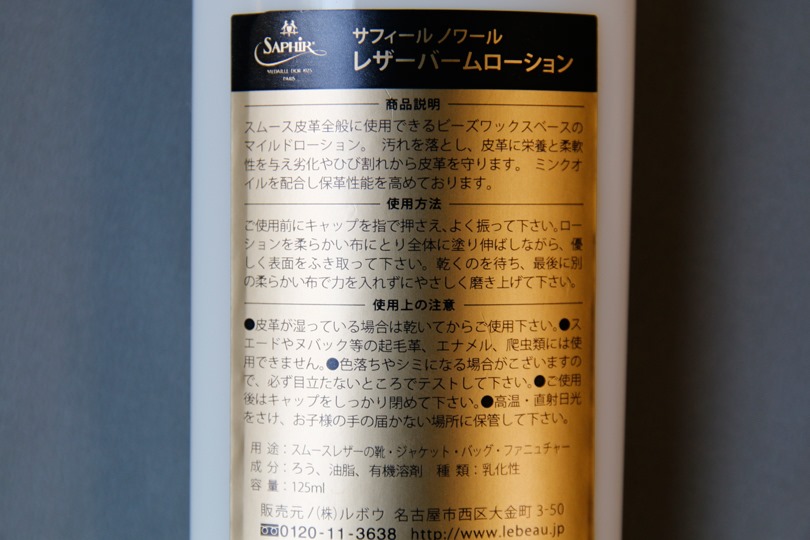 SAPHIR
MEDAILLE D'OR 1925
PARIS
サフィール ノワール
レザーバームローション
商品説明
スムース皮革全般に使用できるビーズワックスベースの
マイルドローション。 汚れを落とし、皮革に栄養と柔軟
性を与え劣化やひび割れから皮革を守ります。 ミンクオ
イルを配合し保革性能を高めております。
使用方法
ご使用前にキャップを指で押さえ、よく振って下さい。ロー
ションを柔らかい布にとり全体に塗り伸ばしながら、優
しく表面をふき取って下さい。乾くのを待ち、最後に別
の柔らかい布で力を入れずにやさしく磨き上げて下さい。
使用上の注意
●皮革が湿っている場合は乾いてからご使用下さい。●ス
エードやヌバック等の起毛革、エナメル、爬虫類には使
用できません。●色落ちやシミになる場合がこざいますの
で、必ず目立たないところでテストして下さい。●ご使用
後はキャップをしっかり閉めて下さい。●高温・直射日光
をさけ、お子様の手の届かない場所に保管して下さい。
用 途：スムースレザーの靴・ジャケット・バッグ・ファニュチャー
成 分：ろう、油脂、有機溶剤 種 類：乳化性
容 量：125ml
販売元/(株)ルボウ 名古屋市西区大金町3-50
0120-11-3638 http://www.lebeau.jp